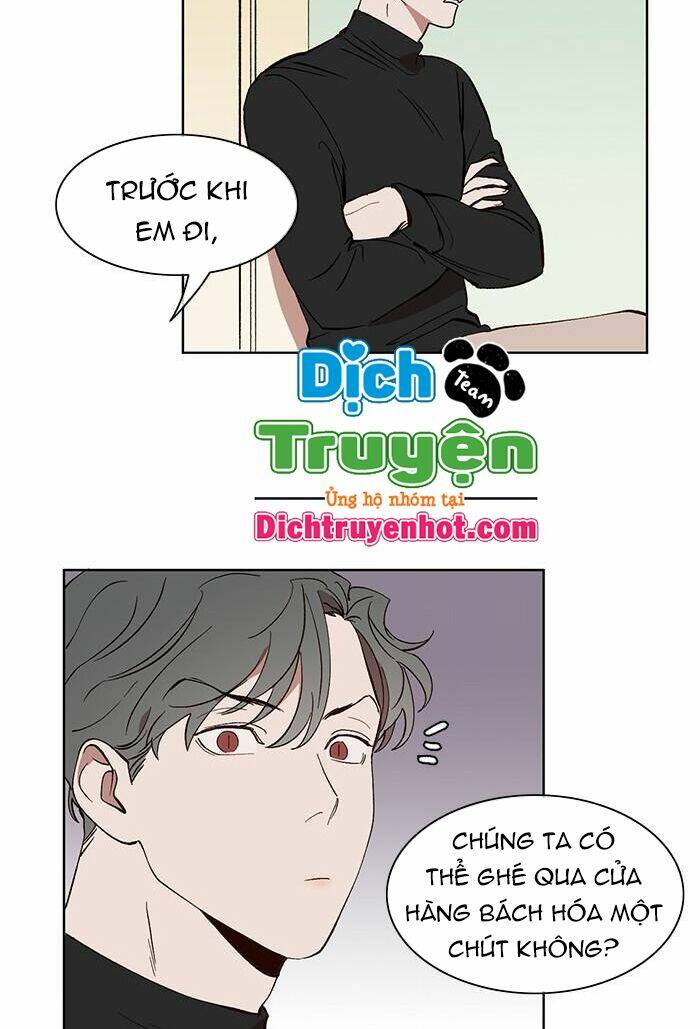 TRƯỚC KHI
EM ĐI,
Dịch Team
Truyện
Ủng hộ nhóm tại
Dichtruyenhot.com
CHÚNG TA CÓ
THỂ GHÉ QUA CỬA
HÀNG BÁCH HÓA MỘT
CHÚT KHÔNG?